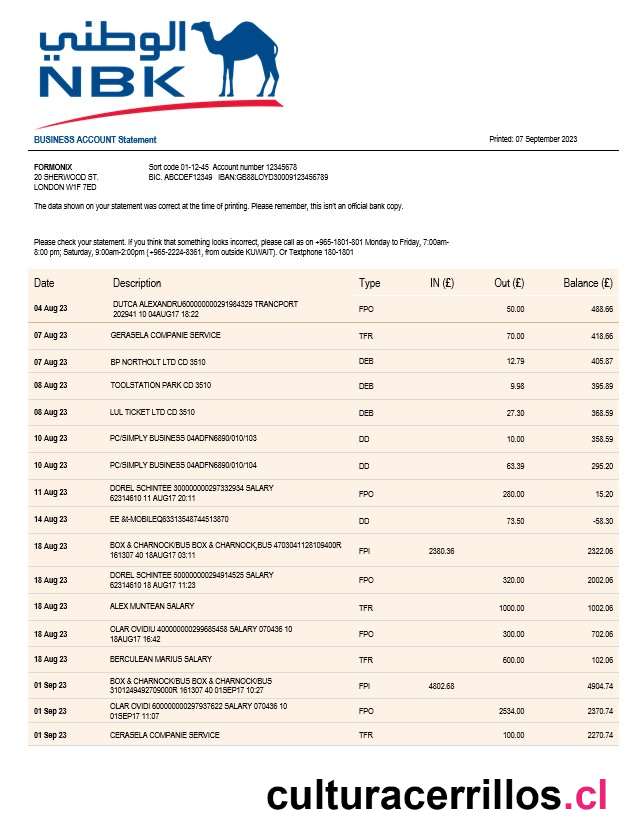 الوطني
NBK
BUSINESS ACCOUNT Statement
Printed: 07 September 2023
FORMONIX
Sort code 01-12-45 Account number 12345678
20 SHERWOOD ST.
BIC. ABCDEF12349 IBAN:GB88LOYD30009123456789
LONDON W1F 7ED
The data shown on your statement was correct at the time of printing. Please remember, this isn't an official bank copy.
Please check your statement. If you think that something looks incorrect, please call as on +965-1801-801 Monday to Friday, 7:00am-
8:00 pm; Saturday, 9:00am-2:00pm (+965-2224-8361, from outside KUWAIT). Or Textphone 180-1801
Date Description Type IN (£) Out (£) Balance (£)
04 Aug 23 DUTCA ALEXANDRU600000000291984329 TRANCPORT
202941 10 04AUG17 18:22 FPO 50.00 488.66
07 Aug 23 GERASELA COMPANIE SERVICE TFR 70.00 418.66
07 Aug 23 BP NORTHOLT LTD CD 3510 DEB 12.79 405.87
08 Aug 23 TOOLSTATION PARK CD 3510 DEB 9.98 395.89
08 Aug 23 LUL TICKET LTD CD 3510 DEB 27.30 368.59
10 Aug 23 PC/SIMPLY BUSINESS 04ADFN6890/010/103 DD 10.00 358.59
10 Aug 23 PC/SIMPLY BUSINESS 04ADFN6890/010/104 DD 63.39 295.20
11 Aug 23 DOREL SCHINTEE 300000000297332934 SALARY
62314610 11 AUG17 20:11 FPO 280.00 15.20
14 Aug 23 EE &t-MOBILEQ63313548744513870 DD 73.50 -58.30
18 Aug 23 BOX & CHARNOCK/BUS BOX & CHARNOCK,BUS 4703041128109400R
161307 40 18AUG17 03:11 FPI 2380.36 2322.06
18 Aug 23 DOREL SCHINTEE 500000000294914525 SALARY
62314610 18 AUG17 11:23 FPO 320.00 2002.06
18 Aug 23 ALEX MUNTEAN SALARY TFR 1000.00 1002.06
18 Aug 23 OLAR OVIDIU 400000000299685458 SALARY 070436 10
18AUG17 16:42 FPO 300.00 702.06
18 Aug 23 BERCULEAN MARIUS SALARY TFR 600.00 102.06
01 Sep 23 BOX & CHARNOCK/BUS BOX & CHARNOCK/BUS
3101249492709000R 161307 40 01SEP17 10:27 FPI 4802.68 4904.74
01 Sep 23 OLAR OVIDI 600000000297937622 SALARY 070436 10
01SEP17 11:07 FPO 2534.00 2370.74
01 Sep 23 CERASELA COMPANIE SERVICE TFR 100.00 2270.74
culturacerrillos.cl